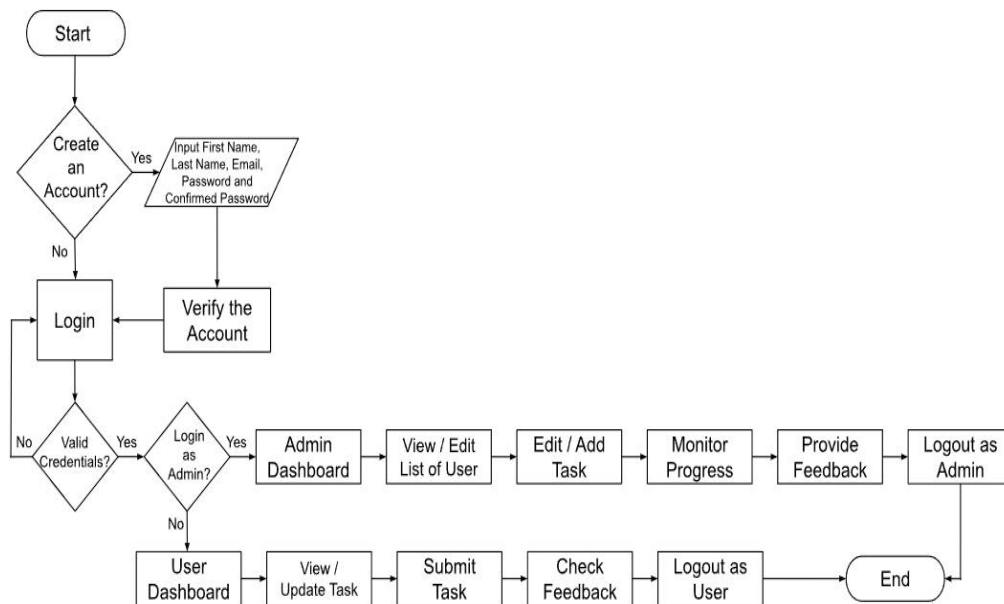 Start
Create
an
Account?
Yes
Input First Name,
Last Name, Email,
Password and
Confirmed Password
No
Login
Verify the
Account
No
Valid
Credentials?
Yes
Login
as
Admin?
Yes
Admin
Dashboard
View / Edit
List of User
Edit / Add
Task
Monitor
Progress
Provide
Feedback
Logout as
Admin
No
User
Dashboard
View /
Update Task
Submit
Task
Check
Feedback
Logout as
User
End